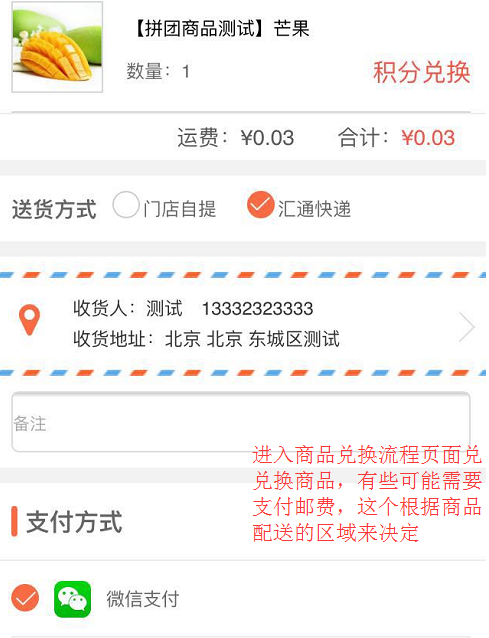 【拼团商品测试】芒果
数量：1
积分兑换
运费：¥0.03 合计：¥0.03
送货方式 门店自提 汇通快递
收货人：测试 13332323333
收货地址：北京 北京 东城区测试
备注
进入商品兑换流程页面兑
兑换商品，有些可能需要
支付邮费，这个根据商品
配送的区域来决定
支付方式
微信支付